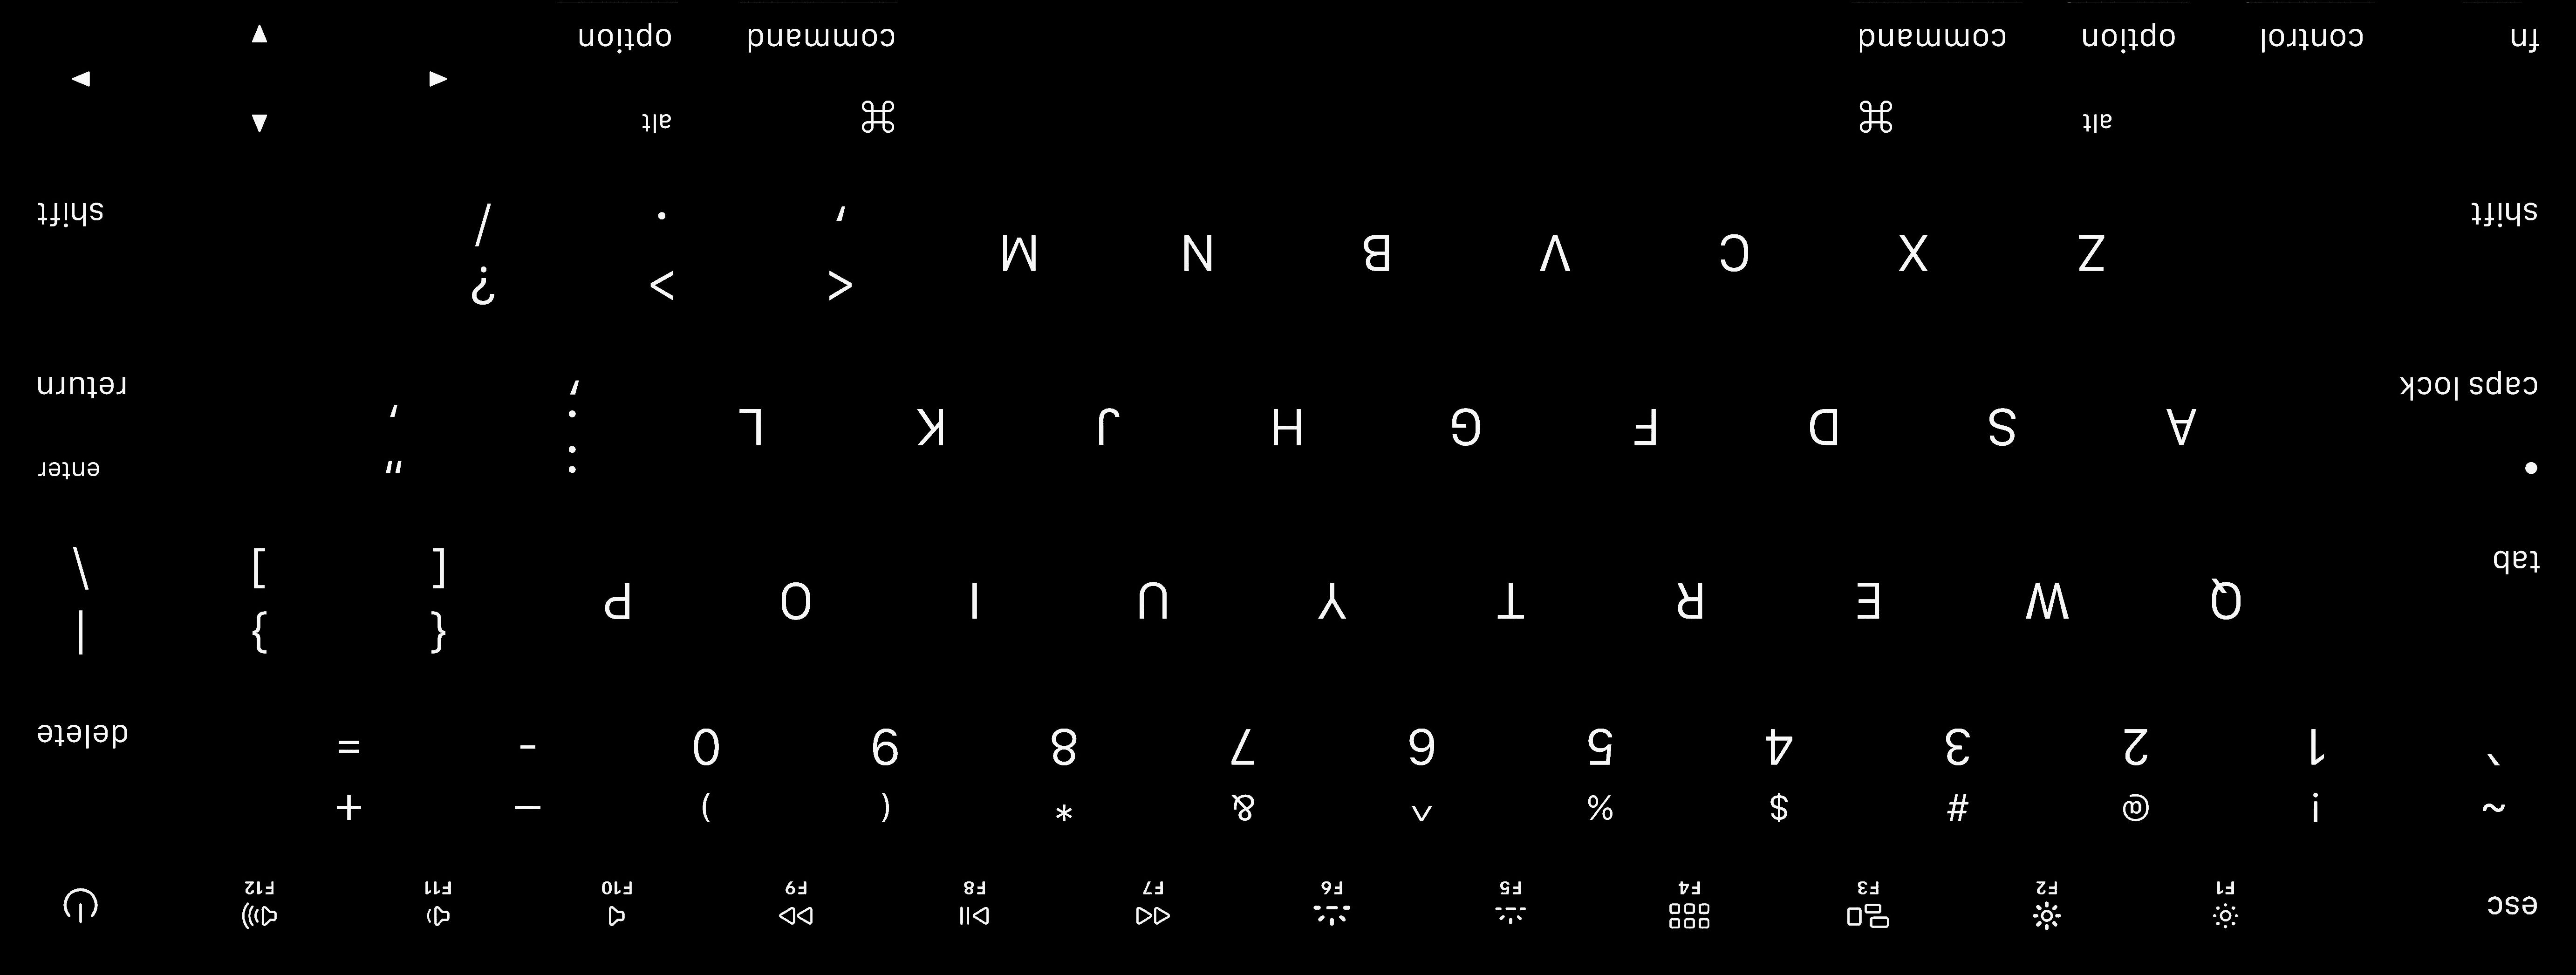 esc F1 F2 F3 F4 F5 F6 F7 F8 F9 F10 F11 F12
~ ! @ # $ % ^ & * ( ) — +
` 1 2 3 4 5 6 7 8 9 0 - = delete
{ } |
tab Q W E R T Y U I O P [ ] \
• : " enter
caps lock A S D F G H J K L ; ' return
< > ?
shift Z X C V B N M , . / shift
alt ⌘ ⌘ alt ▲
◀ ▶
fn control option command command option ▼